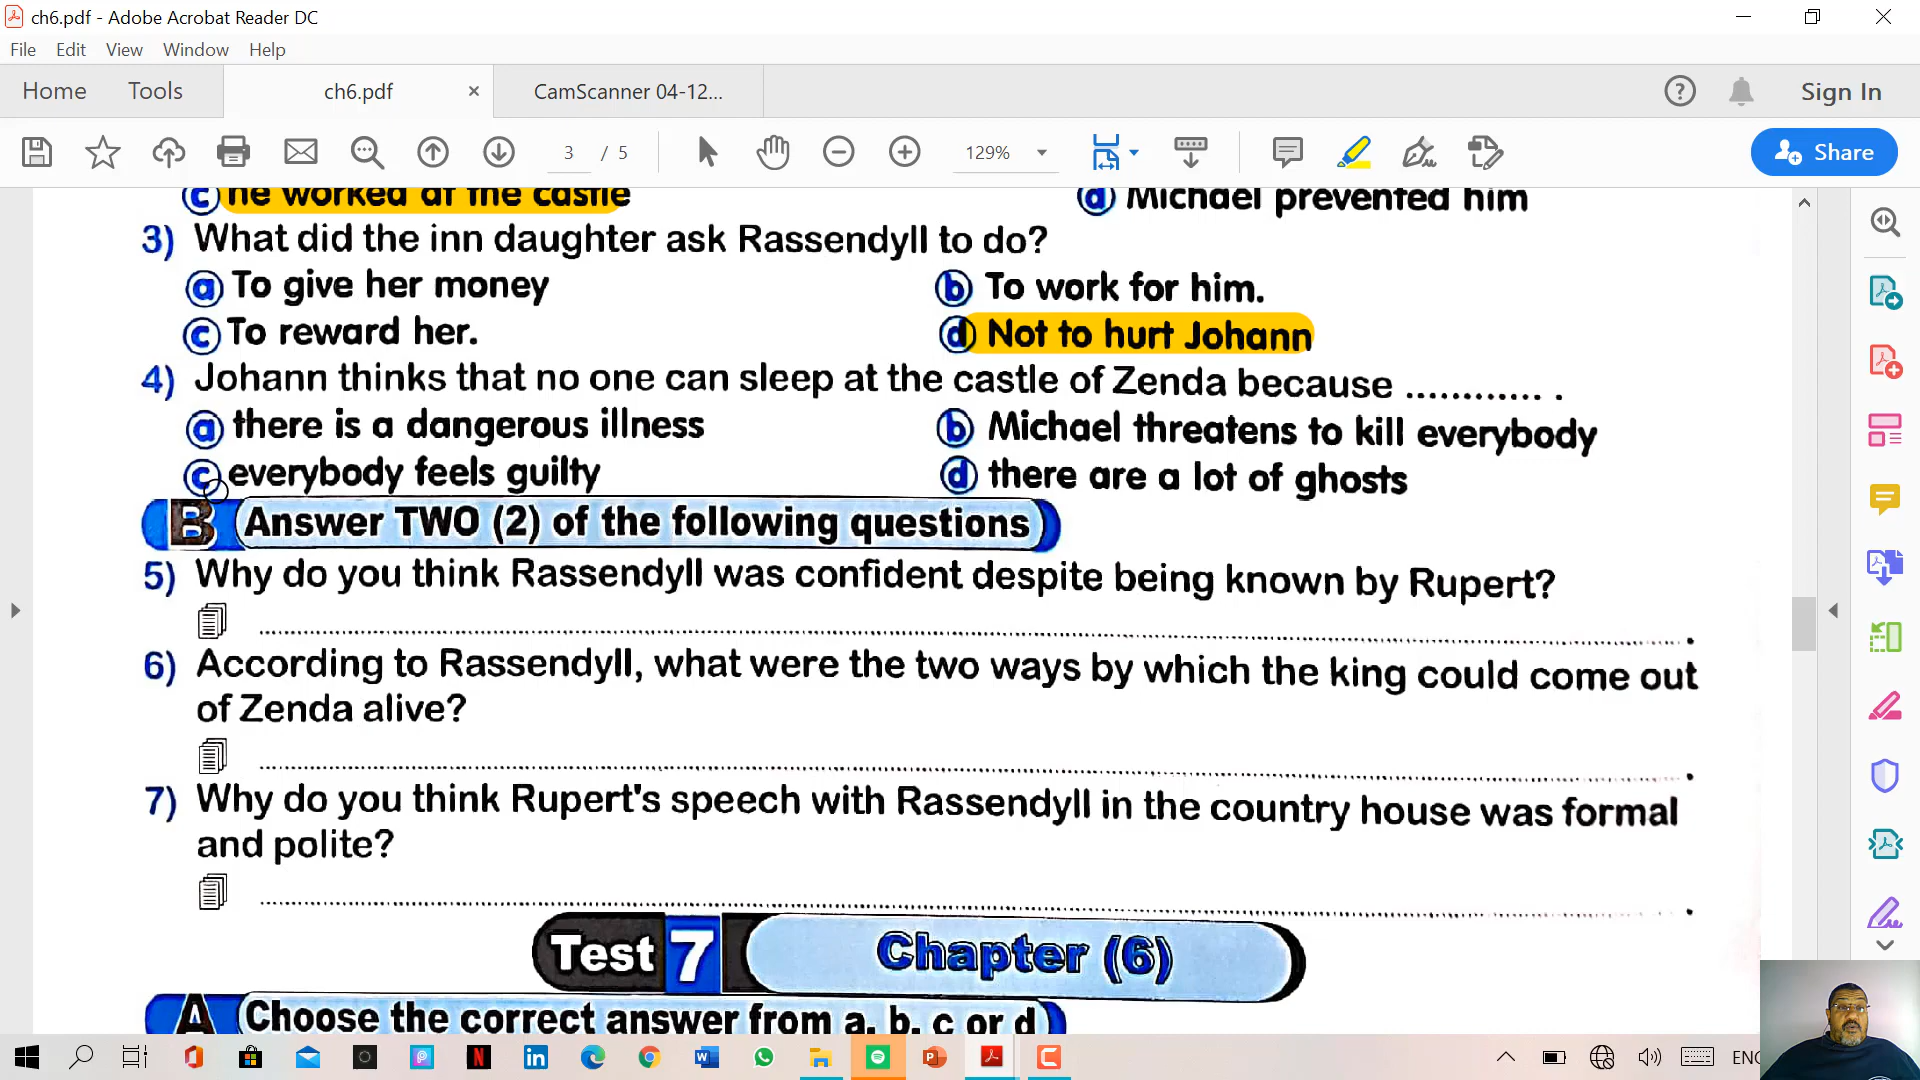 ch6.pdf - Adobe Acrobat Reader DC
File Edit View Window Help
Home Tools ch6.pdf × CamScanner 04-12... Sign In
3 / 5 129% Share
c he worked at the castle d Michael prevented him
3) What did the inn daughter ask Rassendyll to do?
a To give her money b To work for him.
c To reward her. d Not to hurt Johann
4) Johann thinks that no one can sleep at the castle of Zenda because ............. .
a there is a dangerous illness b Michael threatens to kill everybody
c everybody feels guilty d there are a lot of ghosts
B Answer TWO (2) of the following questions
5) Why do you think Rassendyll was confident despite being known by Rupert?
6) According to Rassendyll, what were the two ways by which the king could come out
of Zenda alive?
7) Why do you think Rupert's speech with Rassendyll in the country house was formal
and polite?
Test 7 Chapter (6)
A Choose the correct answer from a, b, c or d
ENG